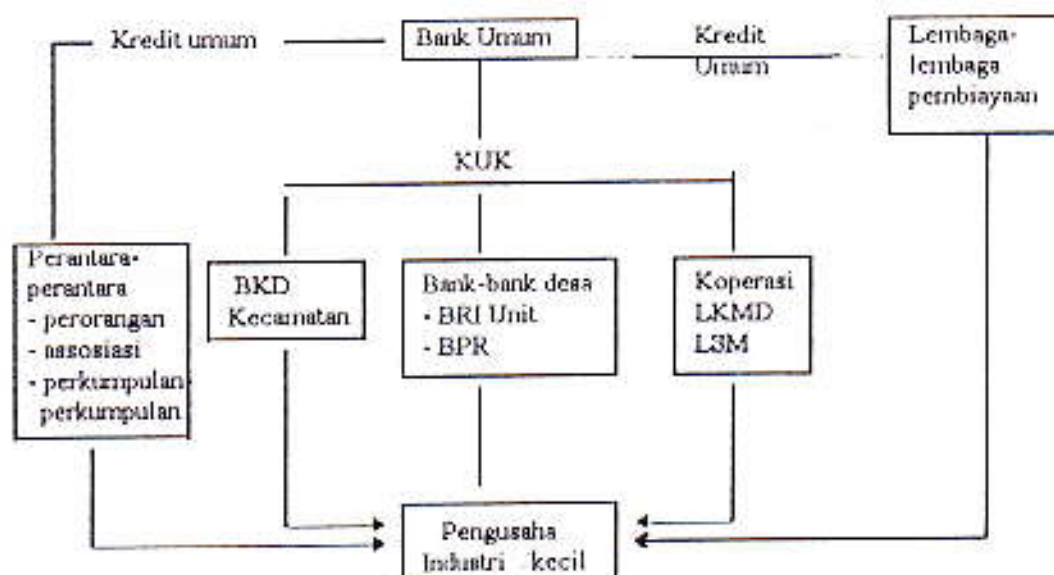 Kredit umum
Bank Umum
Kredit
Umum
Lembaga-
lembaga
pembiayaan
KUK
Perantara-
perantara
- perorangan
- assosiasi
- perkumpulan-
perkumpulan
BKD
Kecamatan
Bank-bank desa
- BRI Unit
- BPR
Koperasi
LKMD
LSM
Pengusaha
Industri kecil